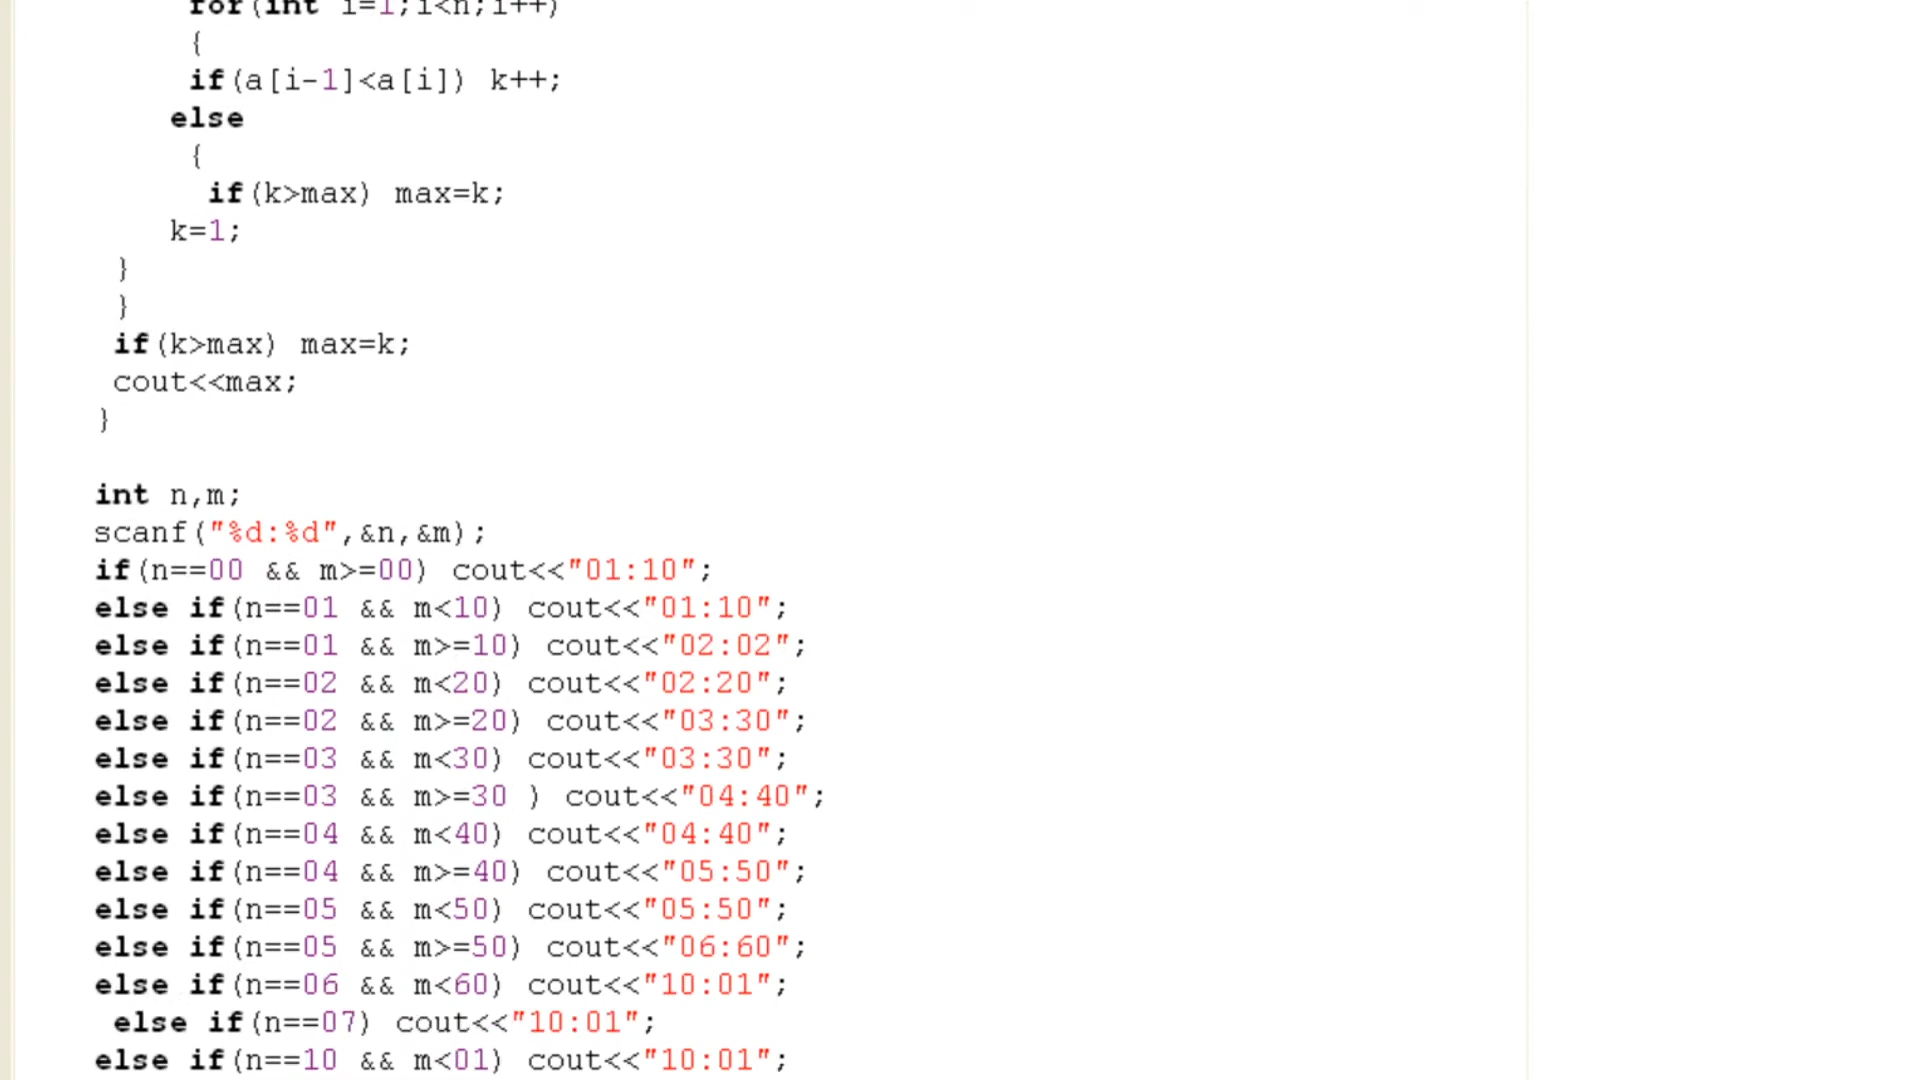 for(int i=1;i<n;i++)
{
if(a[i-1]<a[i]) k++;
else
{
if(k>max) max=k;
k=1;
}
}
if(k>max) max=k;
cout<<max;
}
int n,m;
scanf("%d:%d",&n,&m);
if(n==00 && m>=00) cout<<"01:10";
else if(n==01 && m<10) cout<<"01:10";
else if(n==01 && m>=10) cout<<"02:02";
else if(n==02 && m<20) cout<<"02:20";
else if(n==02 && m>=20) cout<<"03:30";
else if(n==03 && m<30) cout<<"03:30";
else if(n==03 && m>=30 ) cout<<"04:40";
else if(n==04 && m<40) cout<<"04:40";
else if(n==04 && m>=40) cout<<"05:50";
else if(n==05 && m<50) cout<<"05:50";
else if(n==05 && m>=50) cout<<"06:60";
else if(n==06 && m<60) cout<<"10:01";
else if(n==07) cout<<"10:01";
else if(n==10 && m<01) cout<<"10:01";